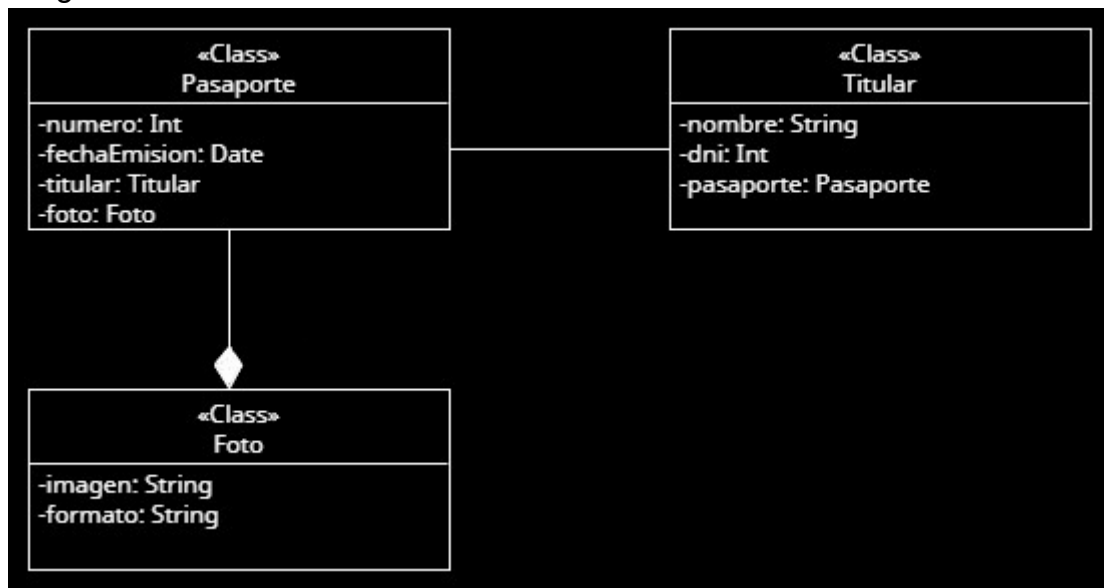 «Class»
Pasaporte
-numero: Int
-fechaEmision: Date
-titular: Titular
-foto: Foto
«Class»
Titular
-nombre: String
-dni: Int
-pasaporte: Pasaporte
«Class»
Foto
-imagen: String
-formato: String